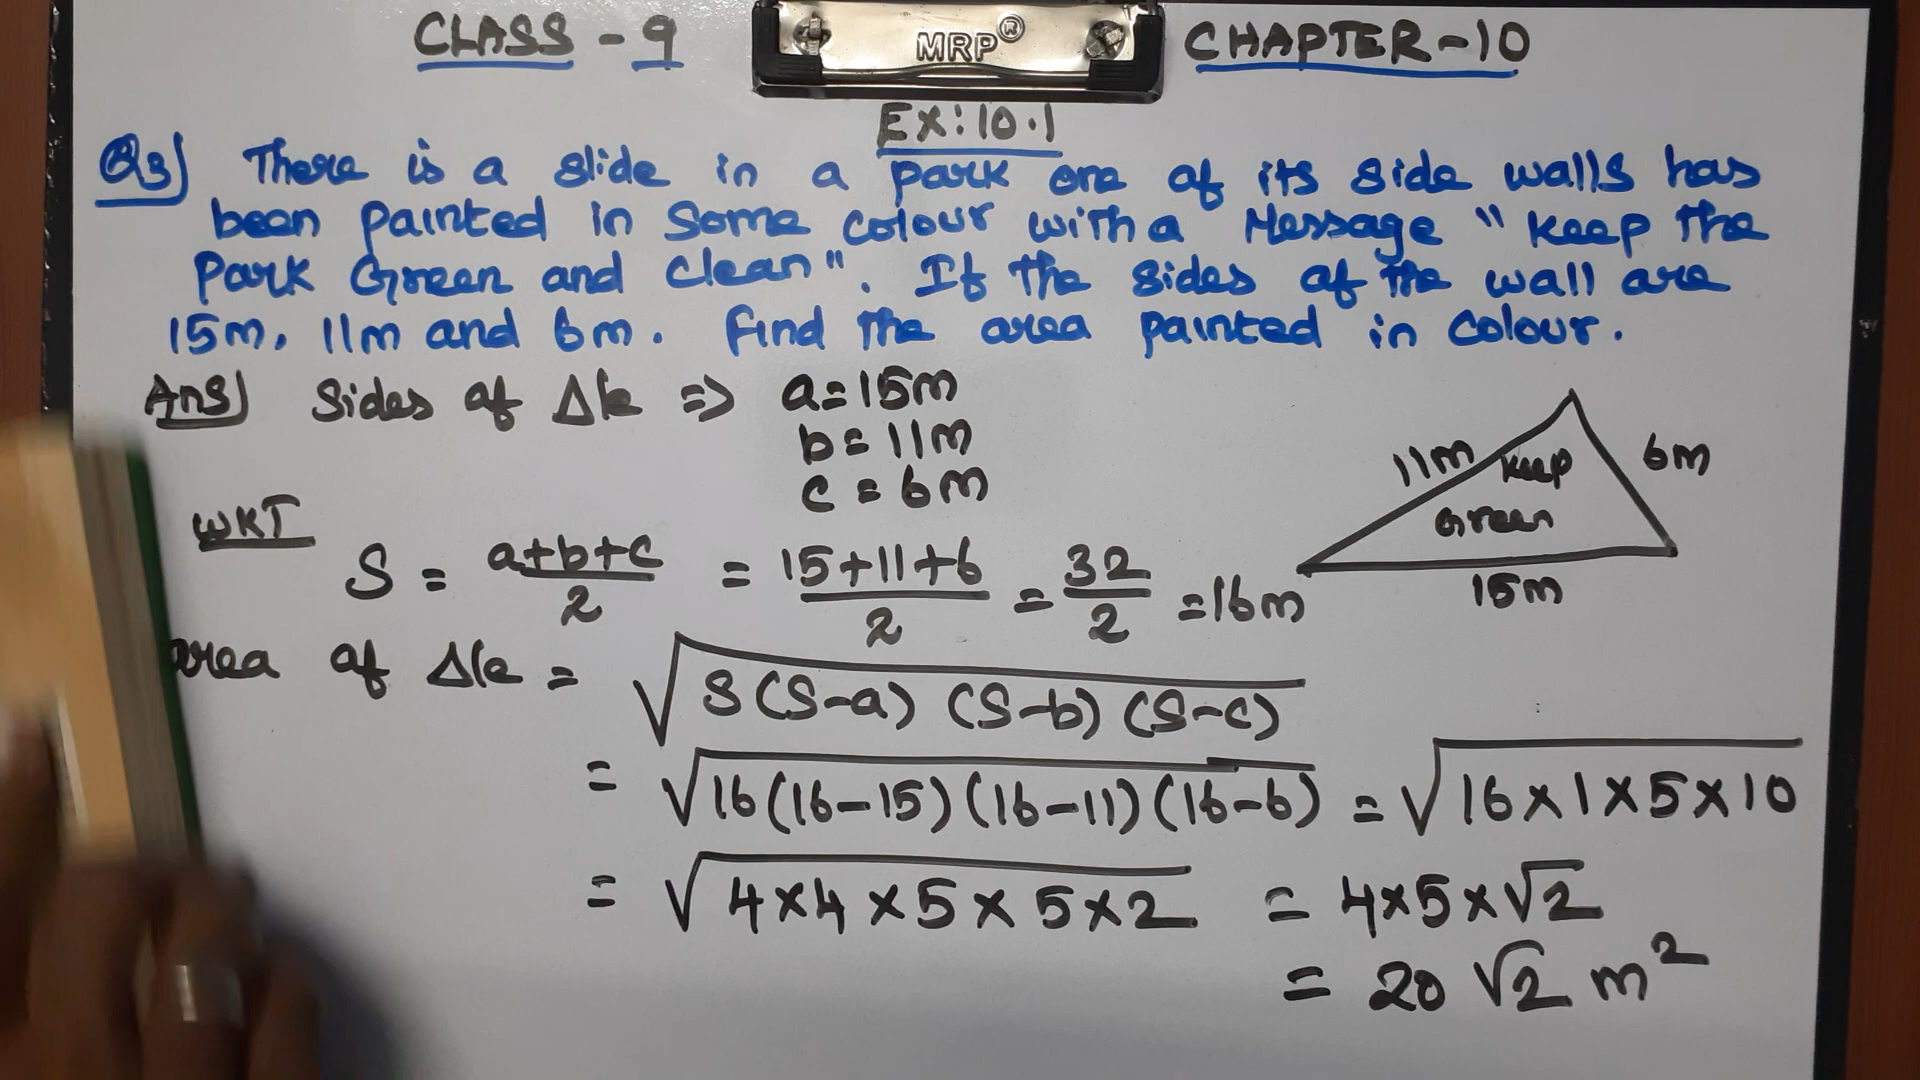 CLASS - 9
MRP®
CHAPTER-10
EX:10.1
Q3) There is a slide in a park one of its side walls has
been painted in some colour with a Message "Keep the
Park Green and Clean". If the sides of the wall are
15m, 11m and 6m. Find the area painted in colour.
Ans) Sides of Δle => a=15m
b=11m
c=6m
11m
6m
Keep
Green
15m
WKT
S = a+b+c/2 = 15+11+6/2 = 32/2 =16m
area of Δle = √S(S-a) (S-b) (S-c)
= √16(16-15)(16-11)(16-6) = √16×1×5×10
= √4×4×5×5×2 = 4×5×√2
= 20 √2 m²